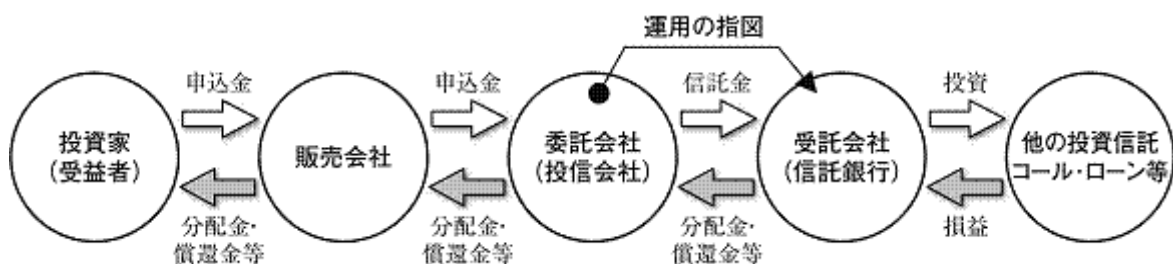 運用の指図
申込金
申込金
信託金
投資
投資家
(受益者)
販売会社
委託会社
(投信会社)
受託会社
(信託銀行)
他の投資信託
コール・ローン等
分配金・
償還金等
分配金・
償還金等
分配金・
償還金等
損益